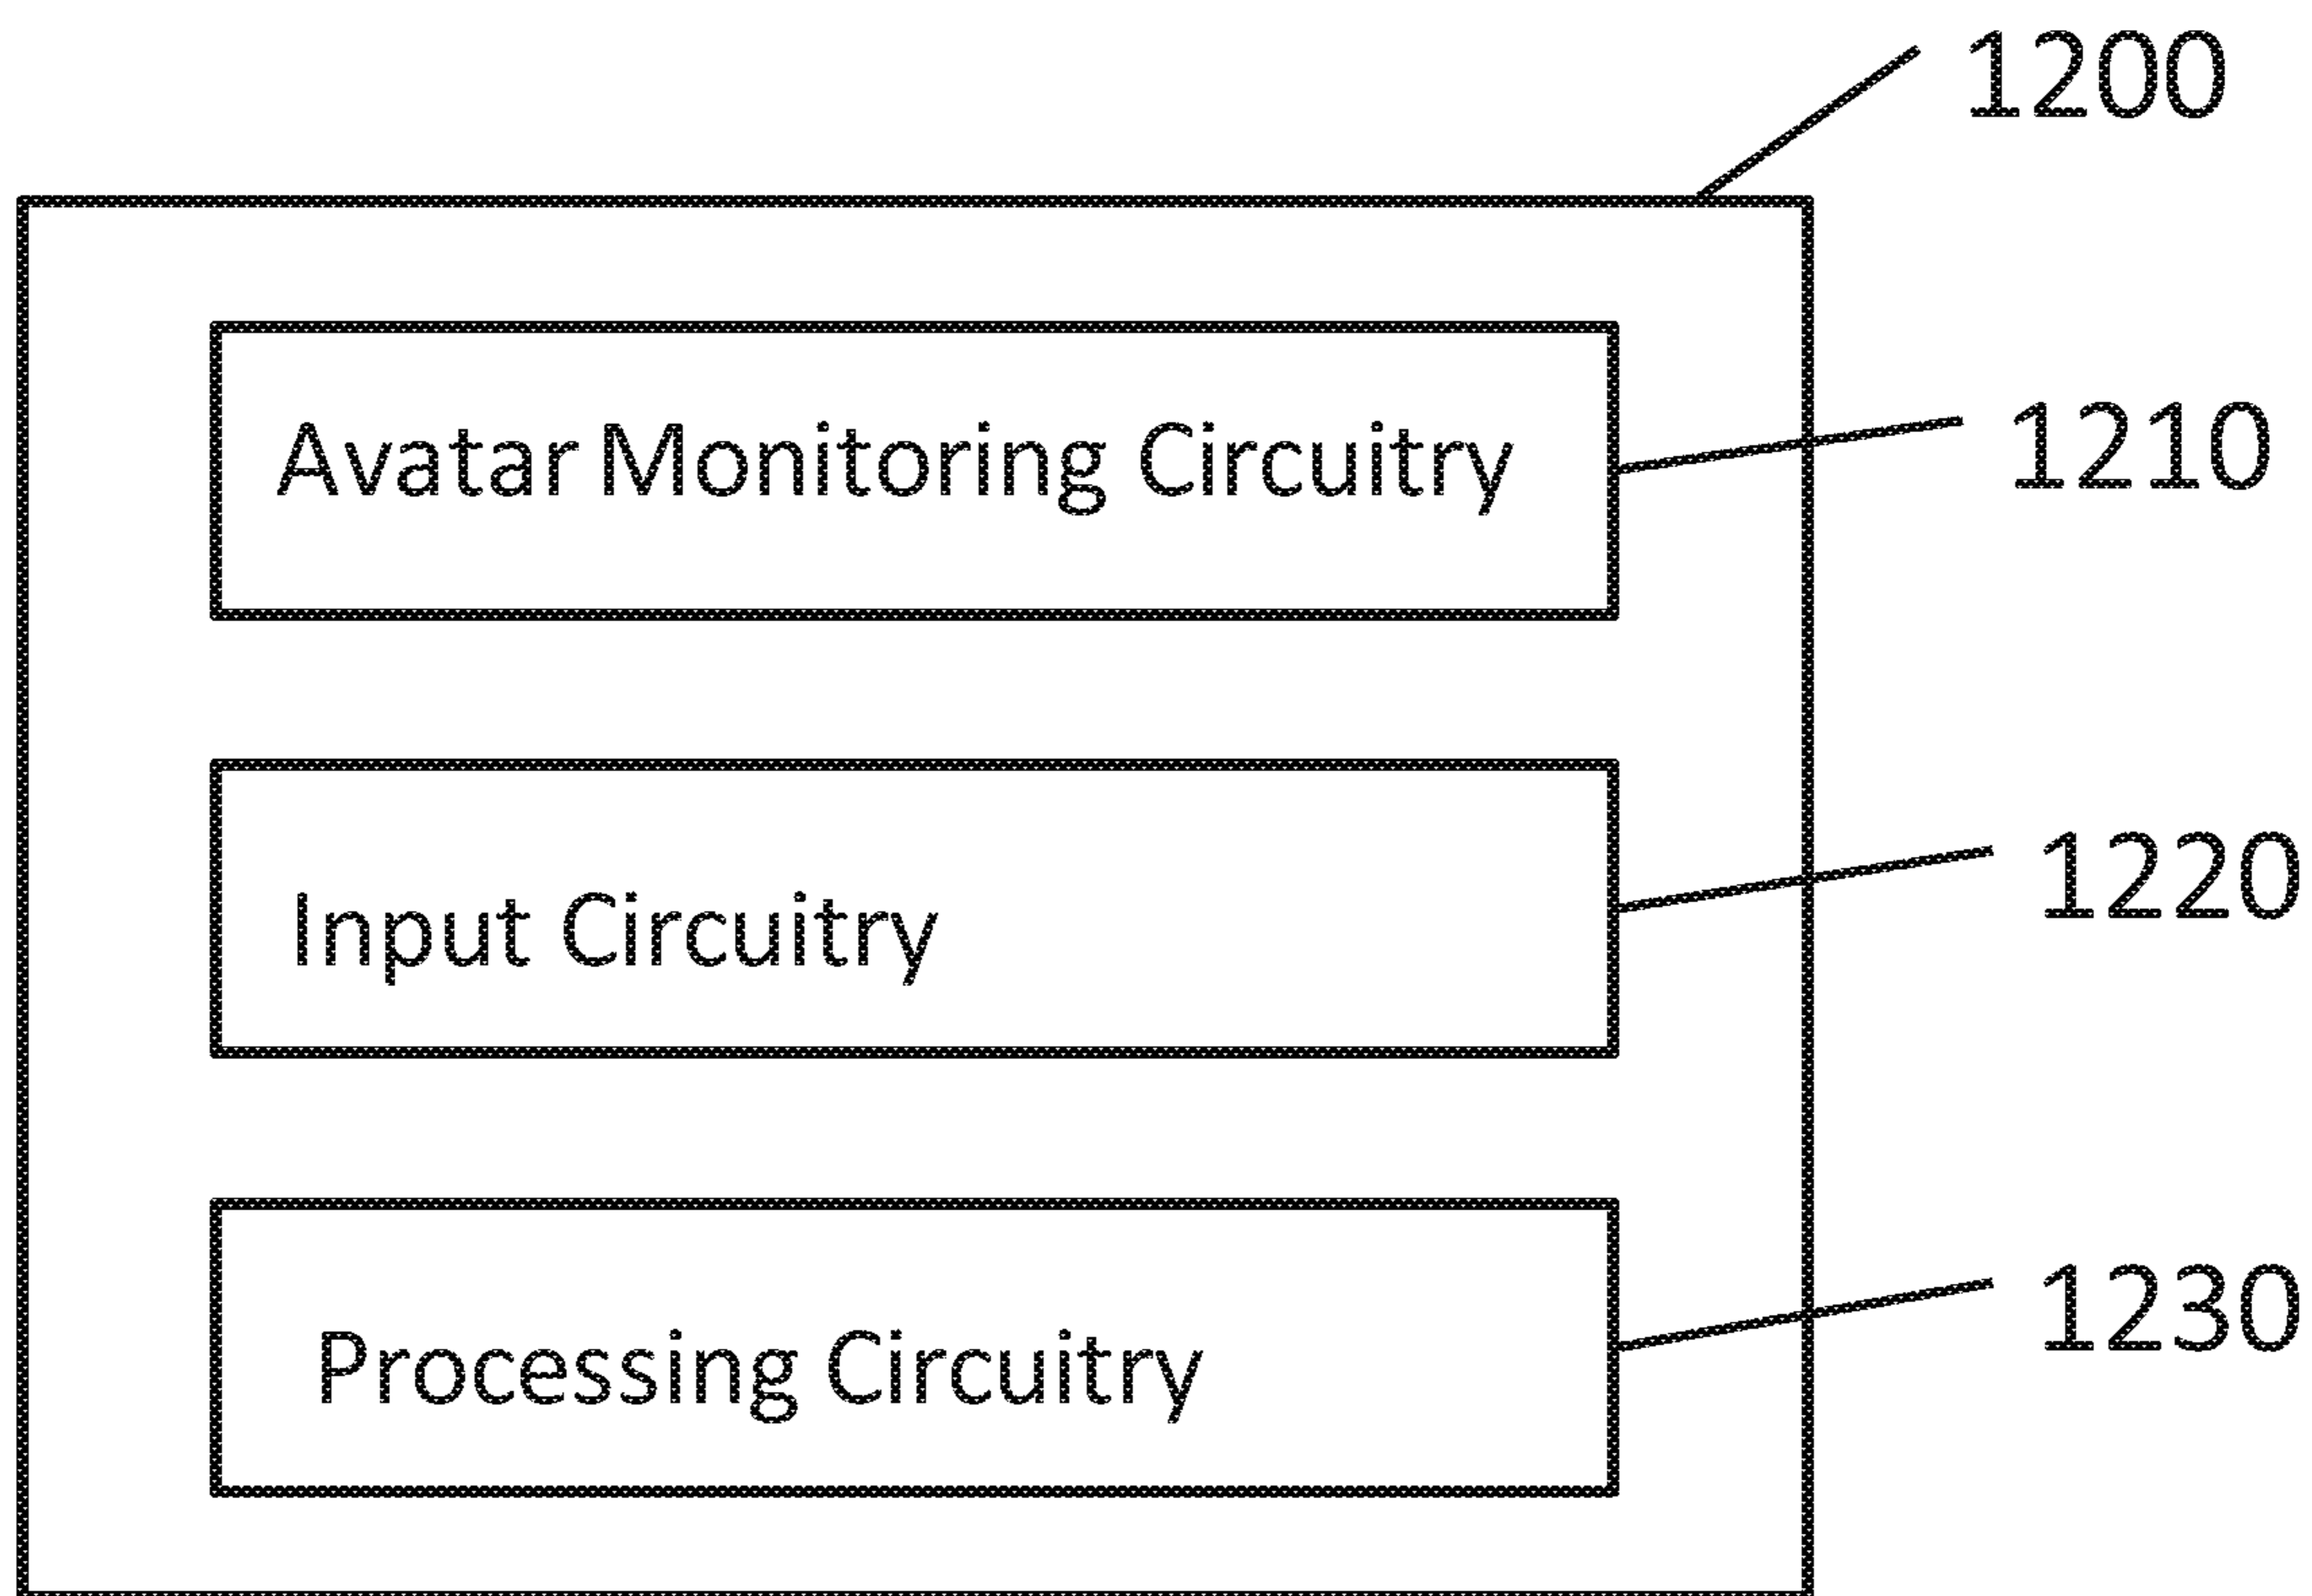 1200
Avatar Monitoring Circuitry
1210
Input Circuitry
1220
Processing Circuitry
1230